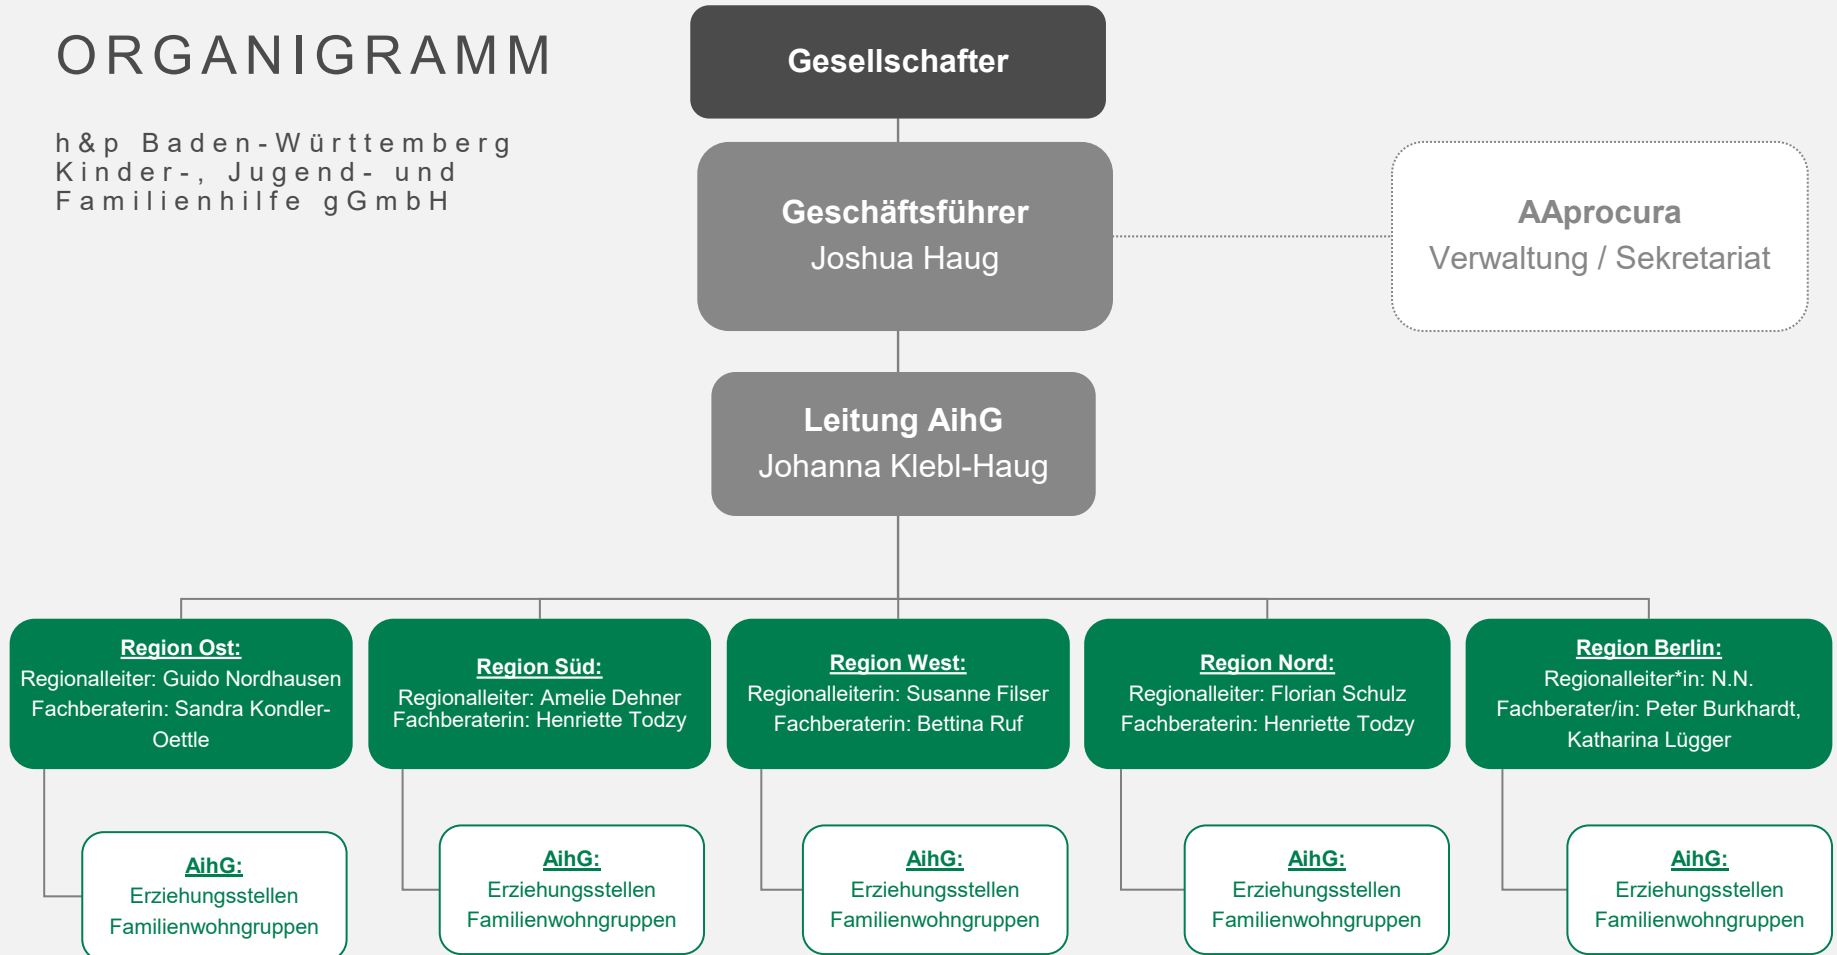 ORGANIGRAMM
h&p Baden-Württemberg
Kinder-, Jugend- und
Familienhilfe gGmbH
Gesellschafter
Geschäftsführer
Joshua Haug
AAprocura
Verwaltung / Sekretariat
Leitung AihG
Johanna Klebl-Haug
Region Ost:
Regionalleiter: Guido Nordhausen
Fachberaterin: Sandra Kondler-
Oettle
Region Süd:
Regionalleiter: Amelie Dehner
Fachberaterin: Henriette Todzy
Region West:
Regionalleiterin: Susanne Filser
Fachberaterin: Bettina Ruf
Region Nord:
Regionalleiter: Florian Schulz
Fachberaterin: Henriette Todzy
Region Berlin:
Regionalleiter*in: N.N.
Fachberater/in: Peter Burkhardt,
Katharina Lügger
AihG:
Erziehungsstellen
Familienwohngruppen
AihG:
Erziehungsstellen
Familienwohngruppen
AihG:
Erziehungsstellen
Familienwohngruppen
AihG:
Erziehungsstellen
Familienwohngruppen
AihG:
Erziehungsstellen
Familienwohngruppen